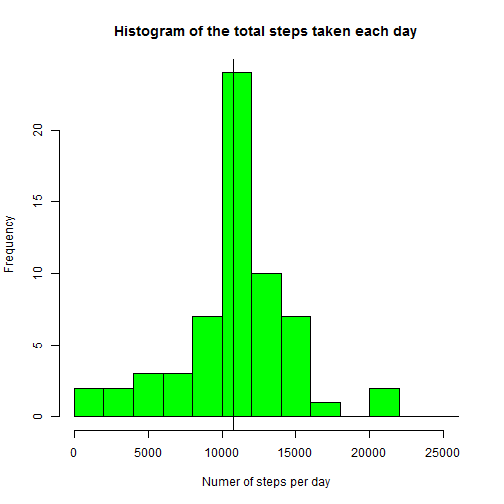 Histogram of the total steps taken each day
Frequency
20
15
10
5
0
0 5000 10000 15000 20000 25000
Numer of steps per day